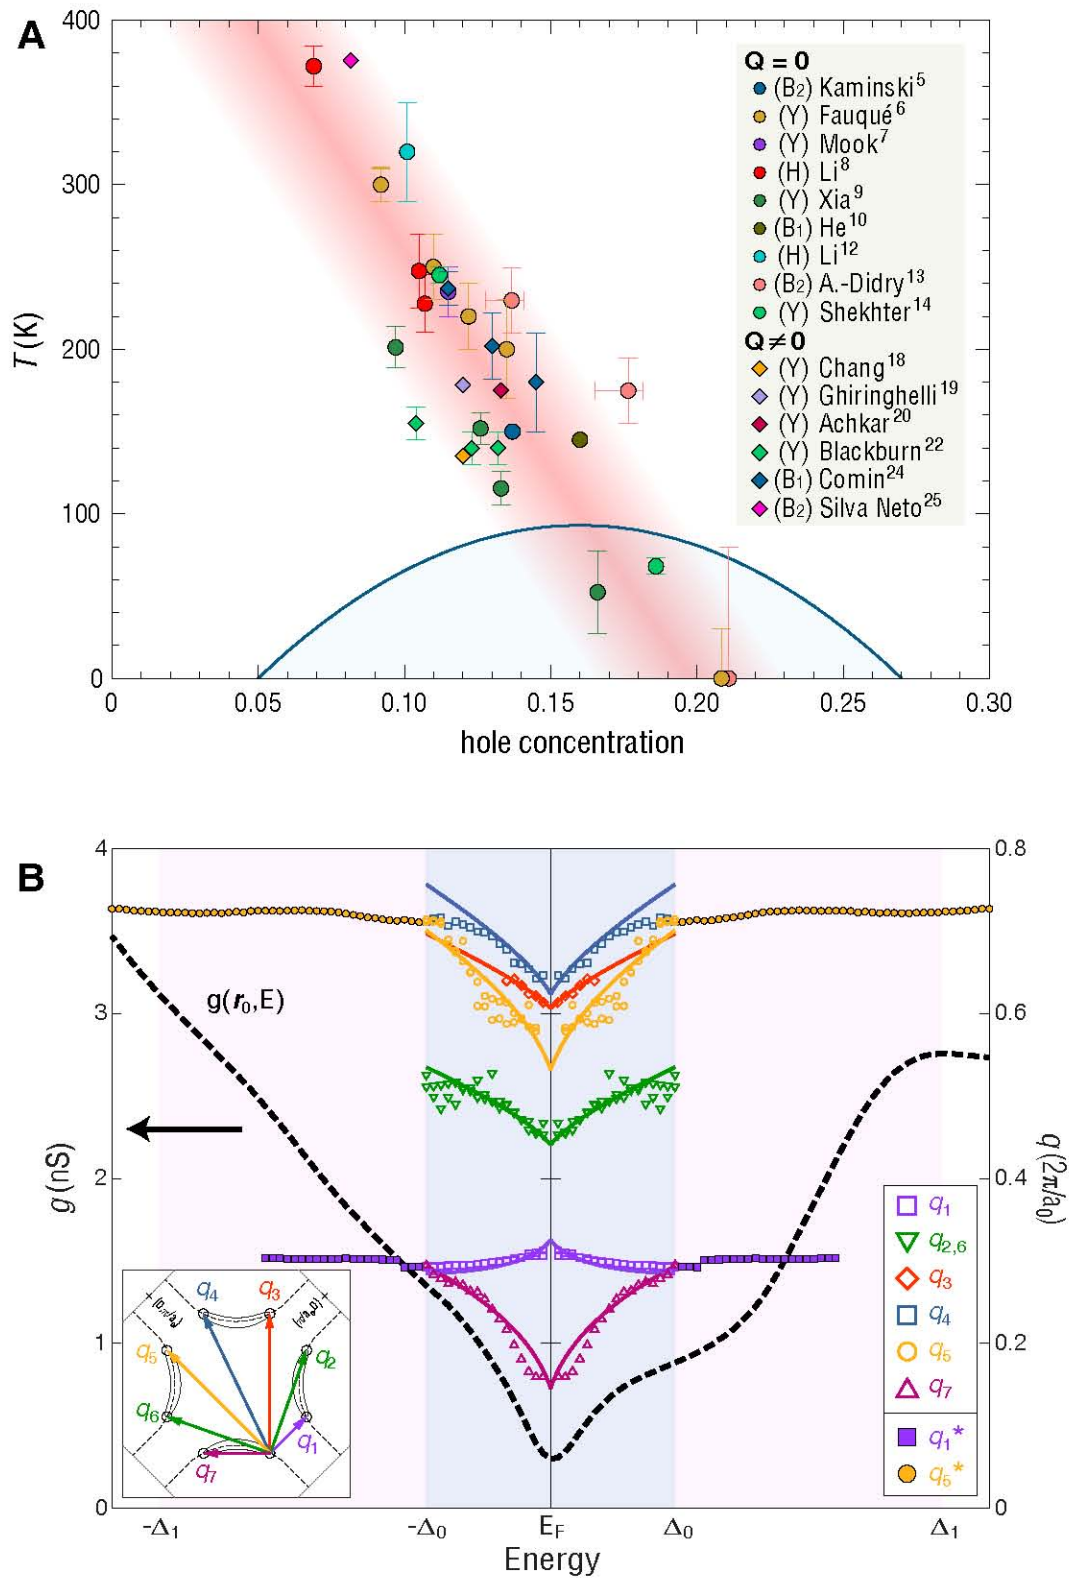 A
400
300
200
100
0
T(K)
0
0.05
0.10
0.15
0.20
0.25
0.30
hole concentration
Q = 0
(B2) Kaminski5
(Y) Fauqué6
(Y) Mook7
(H) Li8
(Y) Xia9
(B1) He10
(H) Li12
(B2) A.-Didry13
(Y) Shekhter14
Q≠0
(Y) Chang18
(Y) Ghiringhelli19
(Y) Achkar20
(Y) Blackburn22
(B1) Comin24
(B2) Silva Neto25
B
4
3
2
1
0
g(nS)
0.8
0.6
0.4
0.2
0
q(2π/a0)
g(r0,E)
q1
q2,6
q3
q4
q5
q7
q1*
q5*
q4
q3
(0,π/a0)
(π/a0,0)
q5
q2
q6
q1
q7
-Δ1
-Δ0
EF
Δ0
Δ1
Energy